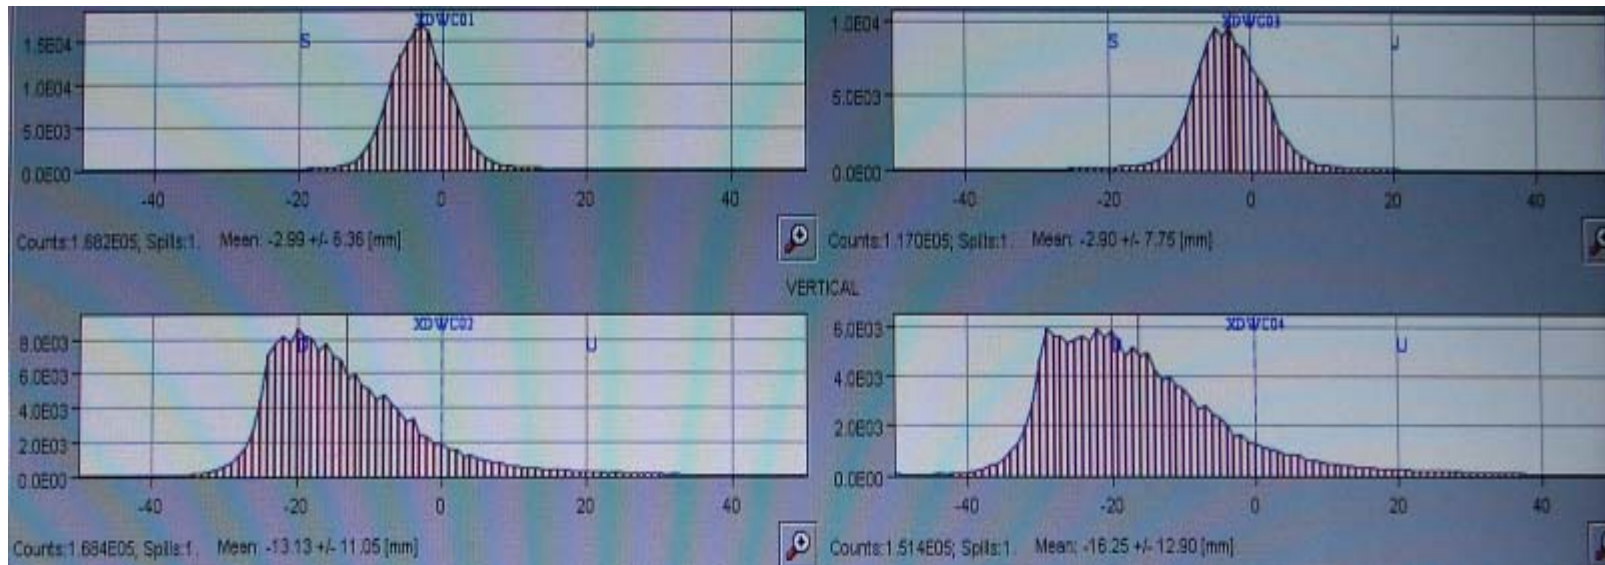 XDWC01
1.5E04
S
J
1.0E04
5.0E03
0.0E00
-40 -20 0 20 40
Counts:1.682E05; Spills:1. Mean: -2.99 +/- 6.36 [mm]
XDWC03
1.0E04
S
J
5.0E03
0.0E00
-40 -20 0 20 40
Counts:1.170E05; Spills:1. Mean: -2.90 +/- 7.75 [mm]
VERTICAL
XDWC02
8.0E03
U
6.0E03
4.0E03
2.0E03
0.0E00
-40 -20 0 20 40
Counts:1.684E05; Spills:1. Mean: -13.13 +/- 11.05 [mm]
XDWC04
6.0E03
U
4.0E03
2.0E03
0.0E00
-40 -20 0 20 40
Counts:1.514E05; Spills:1. Mean: -16.25 +/- 12.90 [mm]